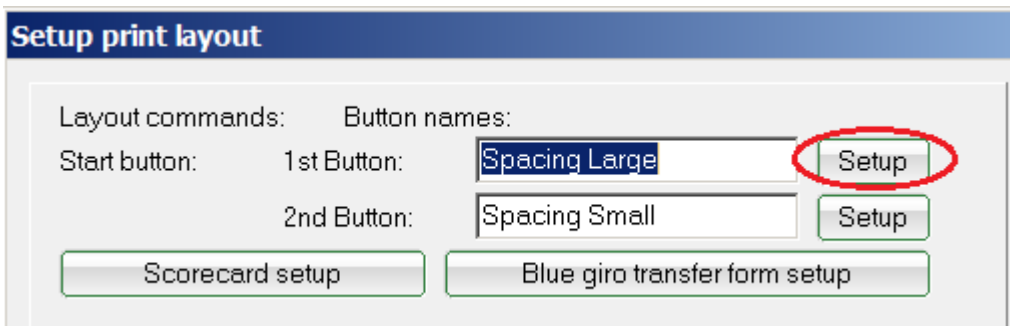 Setup print layout
Layout commands: Button names:
Start button: 1st Button: Spacing Large Setup
2nd Button: Spacing Small Setup
Scorecard setup Blue giro transfer form setup